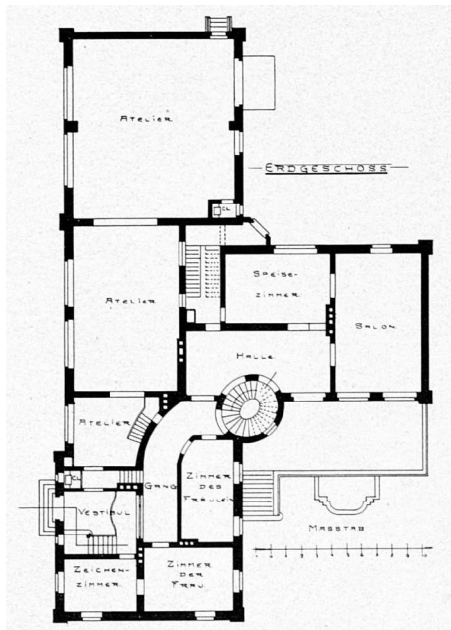 ATELIER
ERDGESCHOSS
CL.
SPEISE-
ZIMMER.
ATELIER
SALON
HALLE
ATELIER
ZIMMER
DES
FRÄULEIN
GANG
CL.
VESTIBUL
MASSTAB
ZEICHEN-
ZIMMER.
ZIMMER
DER
FRAU.